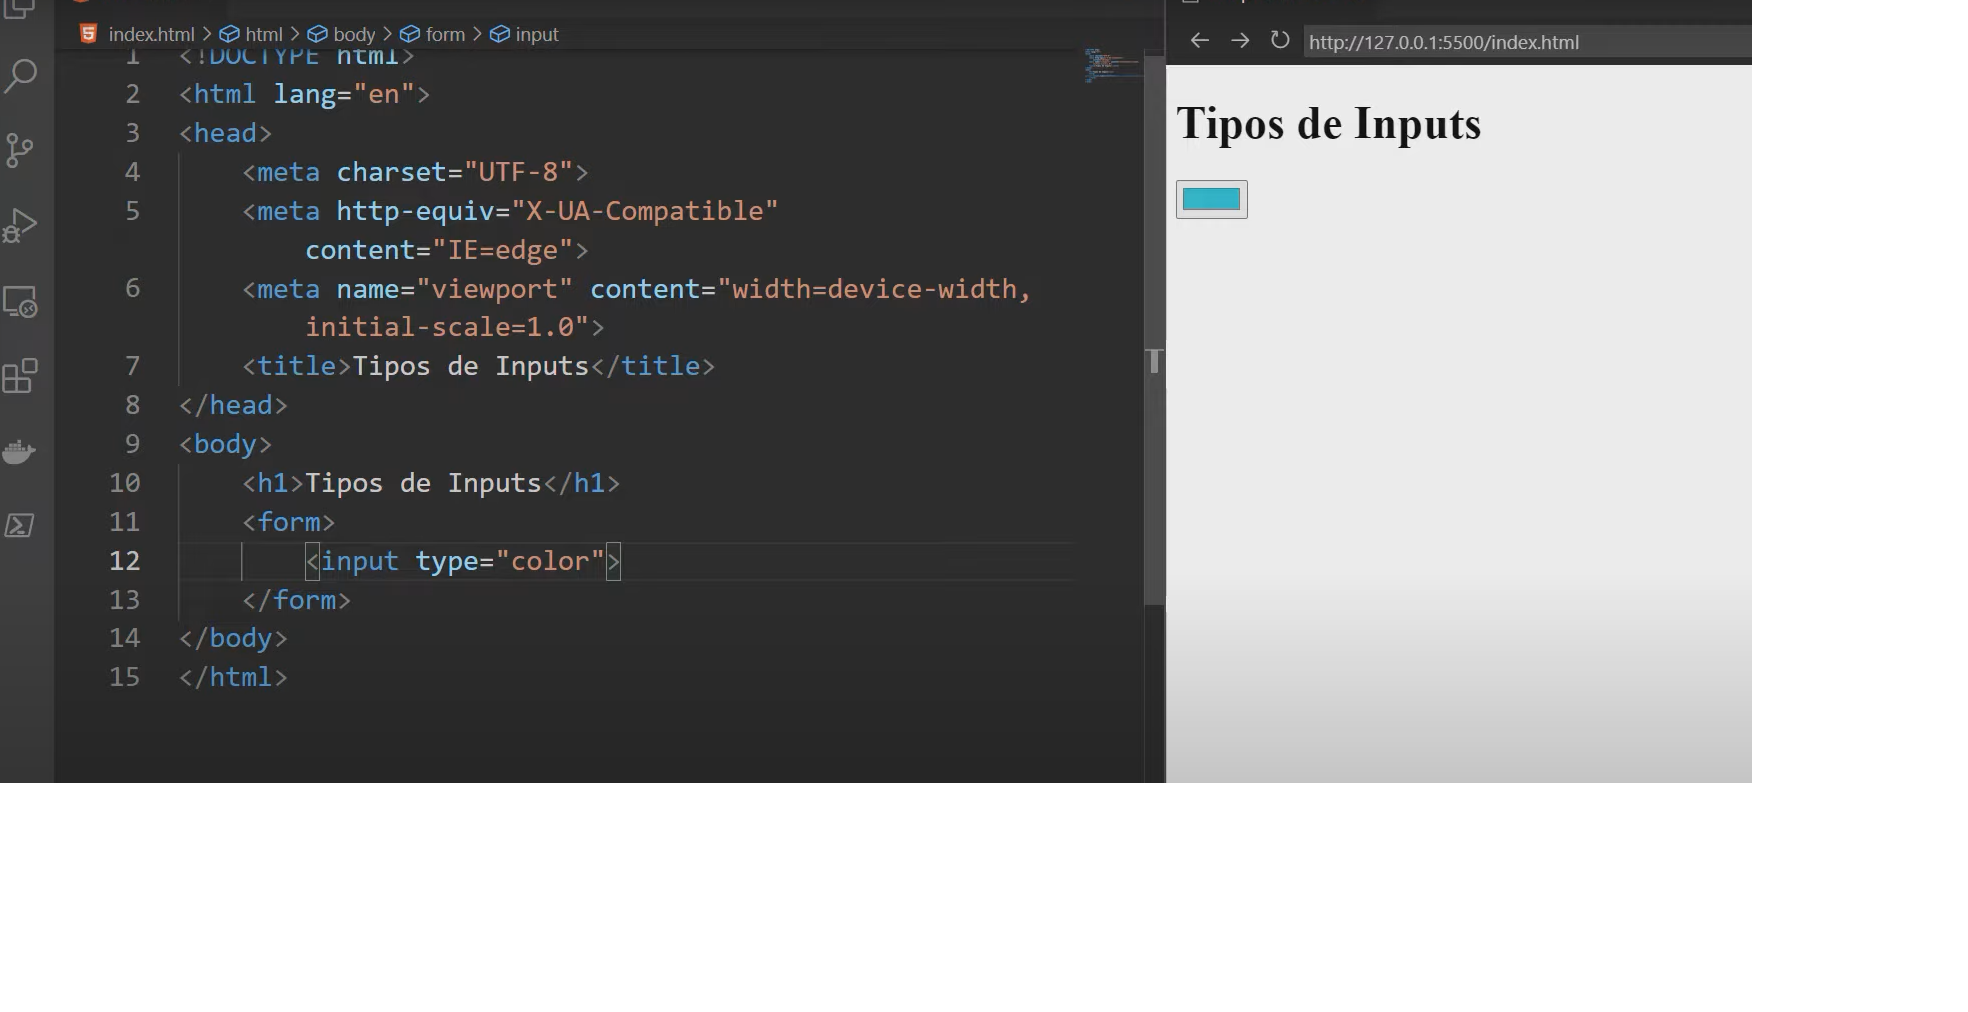 index.html > html > body > form > input
1 <!DOCTYPE html>
2 <html lang="en">
3 <head>
4 <meta charset="UTF-8">
5 <meta http-equiv="X-UA-Compatible"
content="IE=edge">
6 <meta name="viewport" content="width=device-width,
initial-scale=1.0">
7 <title>Tipos de Inputs</title>
8 </head>
9 <body>
10 <h1>Tipos de Inputs</h1>
11 <form>
12 <input type="color">
13 </form>
14 </body>
15 </html>
http://127.0.0.1:5500/index.html
Tipos de Inputs